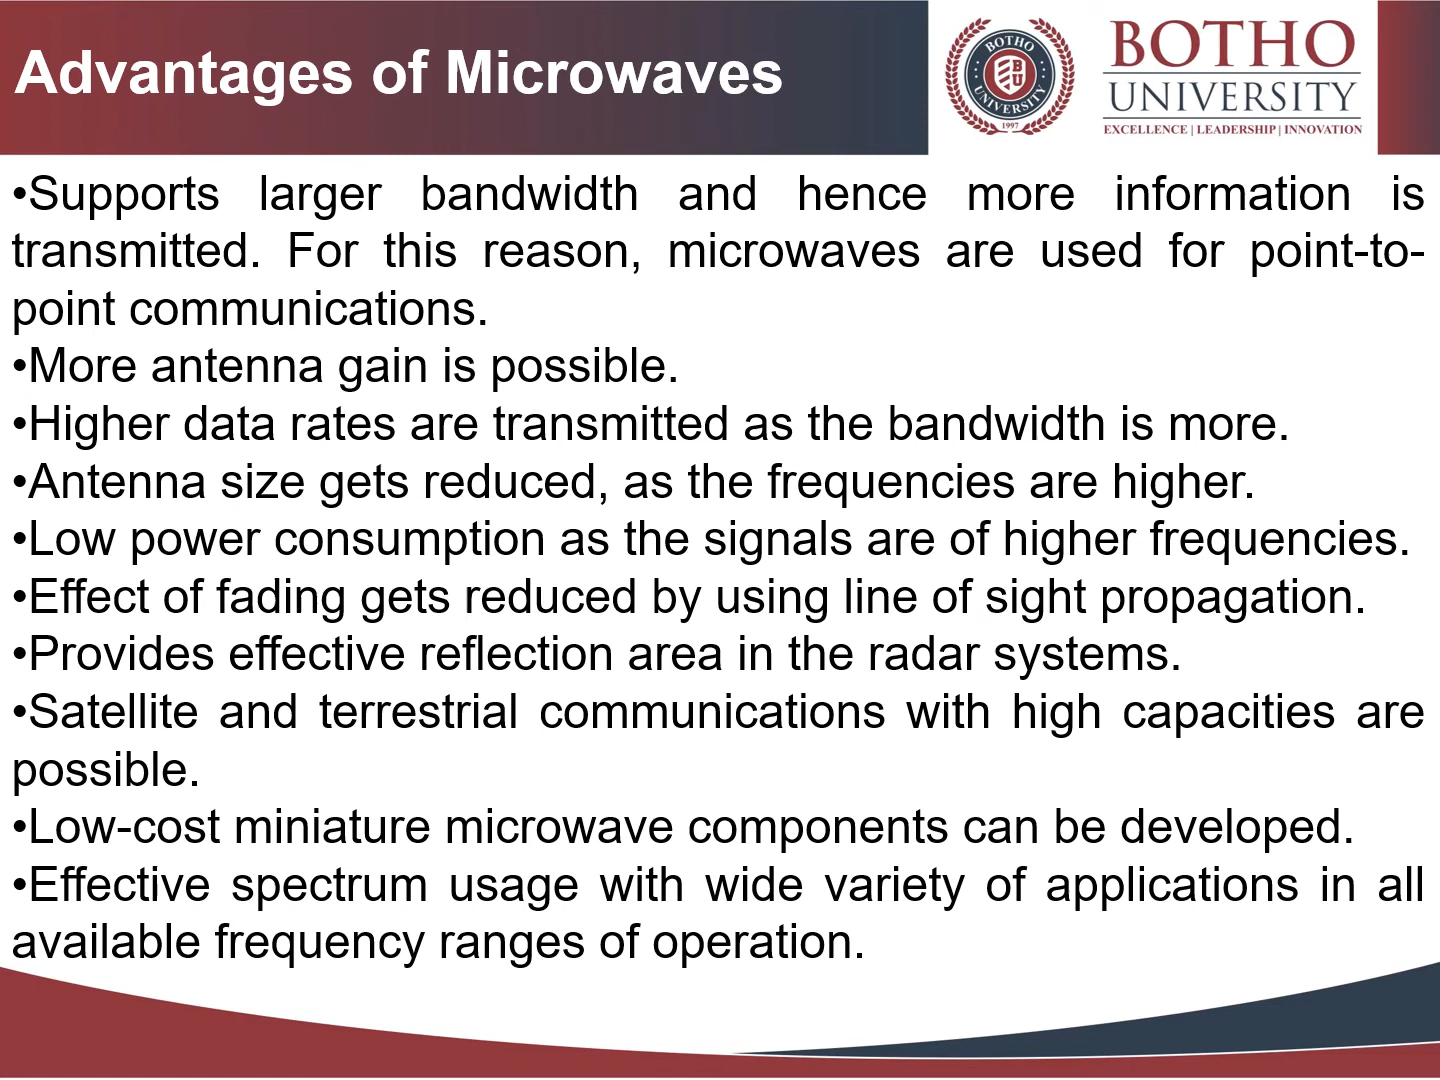 Advantages of Microwaves
BOTHO
UNIVERSITY
1997
BU
BOTHO
UNIVERSITY
EXCELLENCE | LEADERSHIP | INNOVATION
•Supports larger bandwidth and hence more information is
transmitted. For this reason, microwaves are used for point-to-
point communications.
•More antenna gain is possible.
•Higher data rates are transmitted as the bandwidth is more.
•Antenna size gets reduced, as the frequencies are higher.
•Low power consumption as the signals are of higher frequencies.
•Effect of fading gets reduced by using line of sight propagation.
•Provides effective reflection area in the radar systems.
•Satellite and terrestrial communications with high capacities are
possible.
•Low-cost miniature microwave components can be developed.
•Effective spectrum usage with wide variety of applications in all
available frequency ranges of operation.